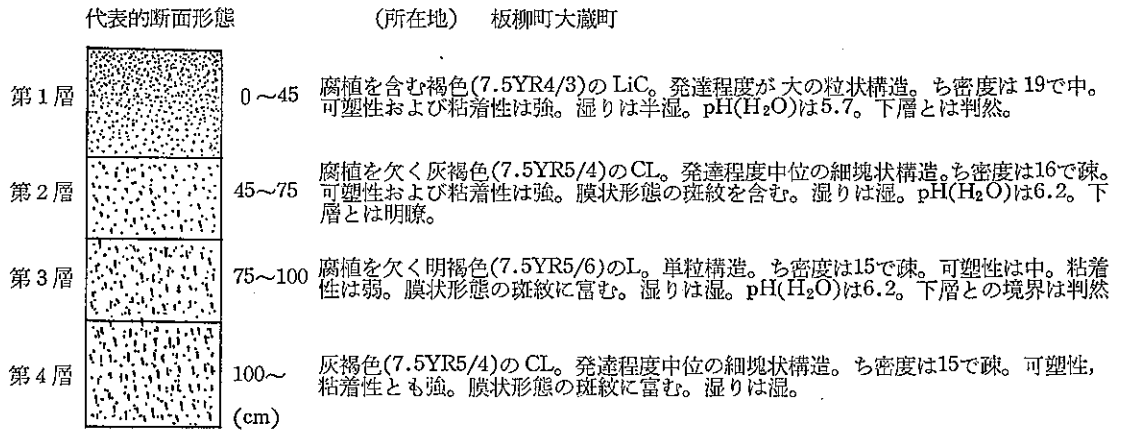 代表的断面形態 (所在地) 板柳町大蔵町
第1層 0～45 腐植を含む褐色(7.5YR4/3)の LiC。発達程度が大の粒状構造。ち密度は 19で中。
可塑性および粘着性は強。湿りは半湿。pH(H₂O)は5.7。下層とは判然。
第2層 45～75 腐植を欠く灰褐色(7.5YR5/4)のCL。発達程度中位の細塊状構造。ち密度は16で疎。
可塑性および粘着性は強。膜状形態の斑紋を含む。湿りは湿。pH(H₂O)は6.2。下
層とは明瞭。
第3層 75～100 腐植を欠く明褐色(7.5YR5/6)のL。単粒構造。ち密度は15で疎。可塑性は中。粘着
性は弱。膜状形態の斑紋に富む。湿りは湿。pH(H₂O)は6.2。下層との境界は判然
第4層 100～ 灰褐色(7.5YR5/4)の CL。発達程度中位の細塊状構造。ち密度は15で疎。可塑性，
粘着性とも強。膜状形態の斑紋に富む。湿りは湿。
(cm)